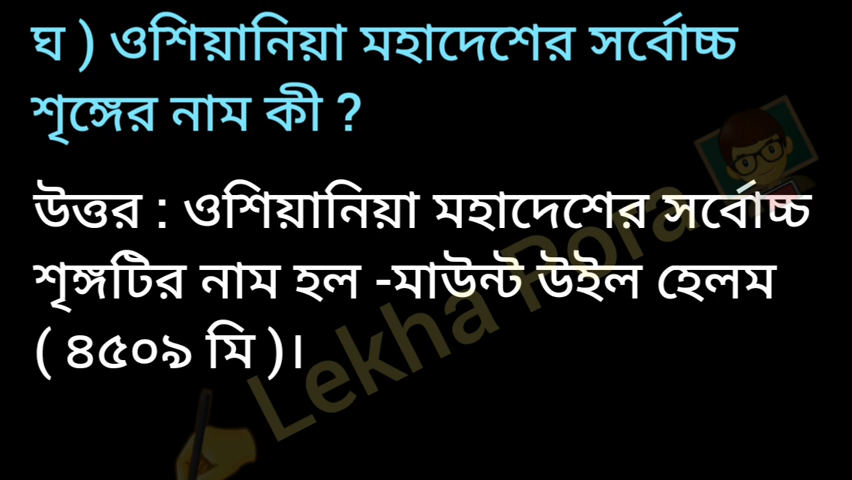 ঘ ) ওশিয়ানিয়া মহাদেশের সর্বোচ্চ
শৃঙ্গের নাম কী ?
উত্তর : ওশিয়ানিয়া মহাদেশের সর্বোচ্চ
শৃঙ্গটির নাম হল -মাউন্ট উইল হেলম
( ৪৫০৯ মি )।
Lekha Pora